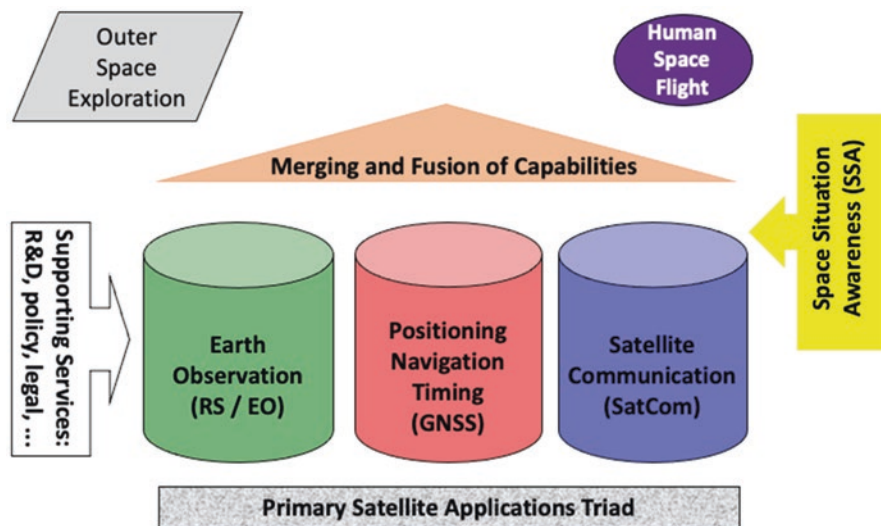 Outer
Space
Exploration
Human
Space
Flight
Merging and Fusion of Capabilities
Space Situation
Awareness (SSA)
Supporting Services:
R&D, policy, legal, ...
Earth
Observation
(RS / EO)
Positioning
Navigation
Timing
(GNSS)
Satellite
Communication
(SatCom)
Primary Satellite Applications Triad